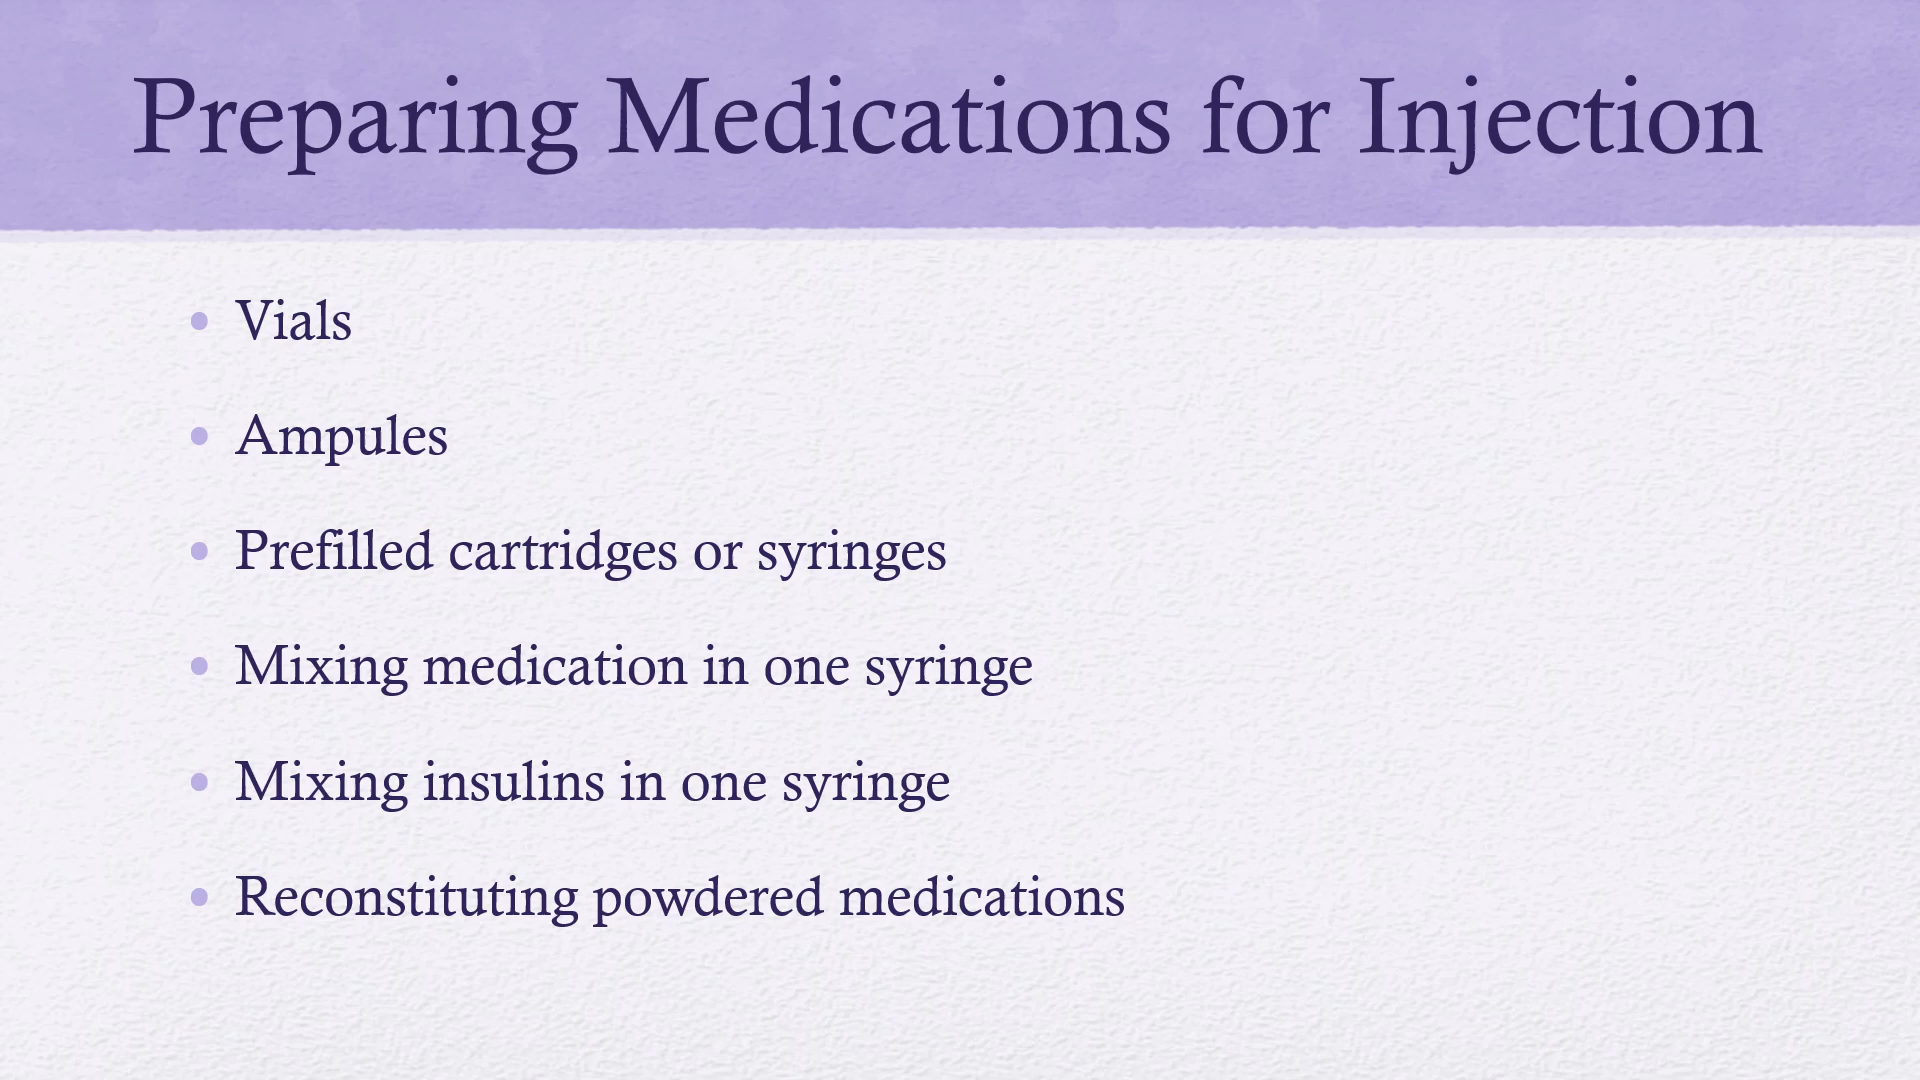 Preparing Medications for Injection
• Vials
• Ampules
• Prefilled cartridges or syringes
• Mixing medication in one syringe
• Mixing insulins in one syringe
• Reconstituting powdered medications